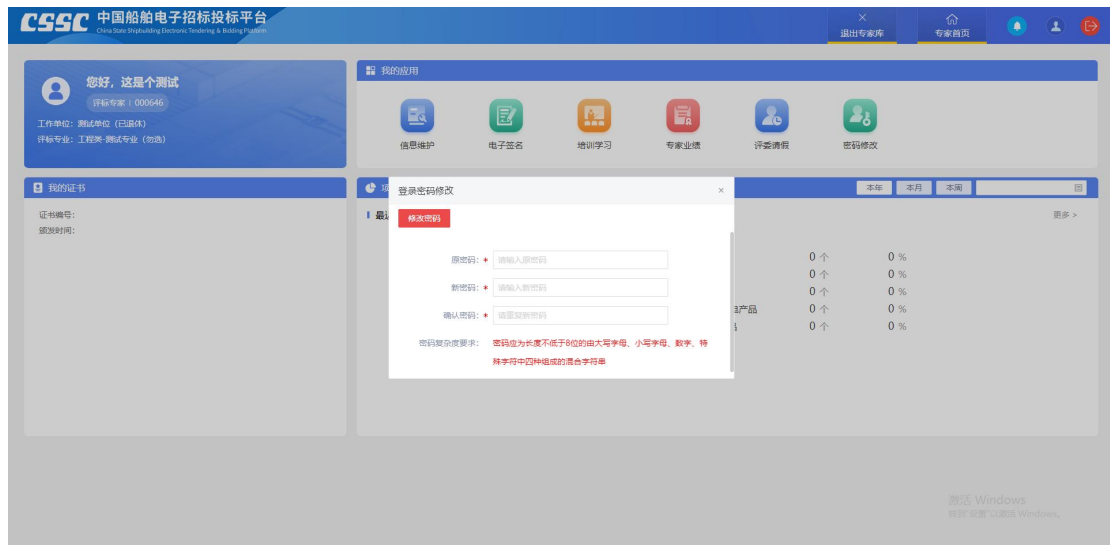 CSSC 中国船舶电子招标投标平台
China State Shipbuilding Electronic Tendering & Bidding Platform
退出专家库
专家首页
您好，这是个测试
评标专家 | 000646
工作单位：测试单位（已退休）
评标专业：工程类-测试专业（勿选）
我的应用
信息维护
电子签名
培训学习
专家业绩
评委请假
密码修改
我的证书
证书编号：
颁发时间：
本年
本月
本周
更多 >
登录密码修改
×
修改密码
原密码：* 请输入原密码
新密码：* 请输入新密码
确认密码：* 请重复新密码
密码复杂度要求： 密码应为长度不低于8位的由大写字母、小写字母、数字、特
殊字符中四种组成的混合字符串
0 个 0 %
0 个 0 %
0 个 0 %
产品 0 个 0 %
0 个 0 %
激活 Windows
转到"设置"以激活 Windows。